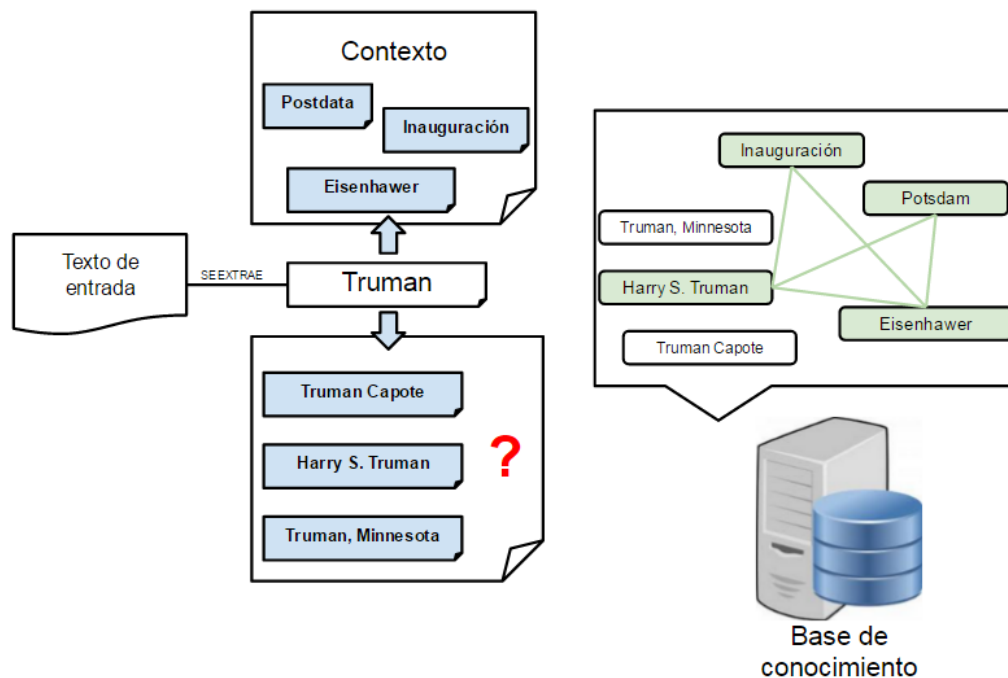 Contexto
Postdata
Inauguración
Eisenhawer
Texto de
entrada
SE EXTRAE
Truman
Truman Capote
Harry S. Truman
?
Truman, Minnesota
Inauguración
Potsdam
Truman, Minnesota
Harry S. Truman
Eisenhawer
Truman Capote
Base de
conocimiento